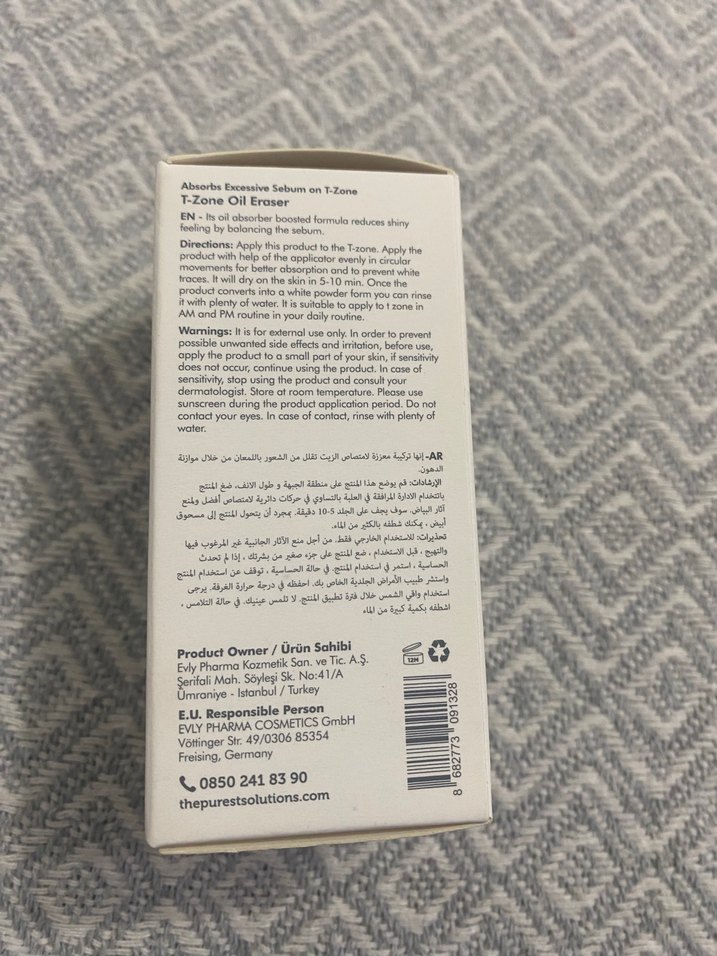 Absorbs Excessive Sebum on T-Zone
T-Zone Oil Eraser
EN - Its oil absorber boosted formula reduces shiny
feeling by balancing the sebum.
Directions: Apply this product to the T-zone. Apply the
product with help of the applicator evenly in circular
movements for better absorption and to prevent white
traces. It will dry on the skin in 5-10 min. Once the
product converts into a white powder form you can rinse
it with plenty of water. It is suitable to apply to t zone in
AM and PM routine in your daily routine.
Warnings: It is for external use only. In order to prevent
possible unwanted side effects and irritation, before use,
apply the product to a small part of your skin, if sensitivity
does not occur, continue using the product. In case of
sensitivity, stop using the product and consult your
dermatologist. Store at room temperature. Please use
sunscreen during the product application period. Do not
contact your eyes. In case of contact, rinse with plenty of
water.
AR- إنها تركيبة معززة لامتصاص الزيت تقلل من الشعور باللمعان من خلال موازنة
الدهون.
الإرشادات: قم بوضع هذا المنتج على منطقة الجبهة و طول الانف، ضع المنتج
باتتخدام الادارة المرافقة في العلبة بالتساوي في حركات دائرية لامتصاص أفضل ولمنع
آثار البياض. سوف يجف على الجلد 5-10 دقيقة. بمجرد أن يتحول المنتج إلى مسحوق
أبيض ، يمكنك شطفه بالكثير من الماء.
تحذيرات: للاستخدام الخارجي فقط. من أجل منع الآثار الجانبية غير المرغوب فيها
والتهيج ، قبل الاستخدام ، ضع المنتج على جزء صغير من بشرتك ، إذا لم تحدث
الحساسية ، استمر في استخدام المنتج. في حالة الحساسية ، توقف عن استخدام المنتج
واستشر طبيب الأمراض الجلدية الخاص بك. احفظه في درجة حرارة الغرفة. يرجى
استخدام واقي الشمس خلال فترة تطبيق المنتج. لا تلمس عينيك. في حالة التلامس ،
اشطفه بكمية كبيرة من الماء
Product Owner / Ürün Sahibi
Evly Pharma Kozmetik San. ve Tic. A.Ş.
Şerifali Mah. Söyleşi Sk. No:41/A
Ümraniye - Istanbul / Turkey
E.U. Responsible Person
EVLY PHARMA COSMETICS GmbH
Vöttinger Str. 49/0306 85354
Freising, Germany
0850 241 83 90
thepurestsolutions.com
12M
8 682773 091328